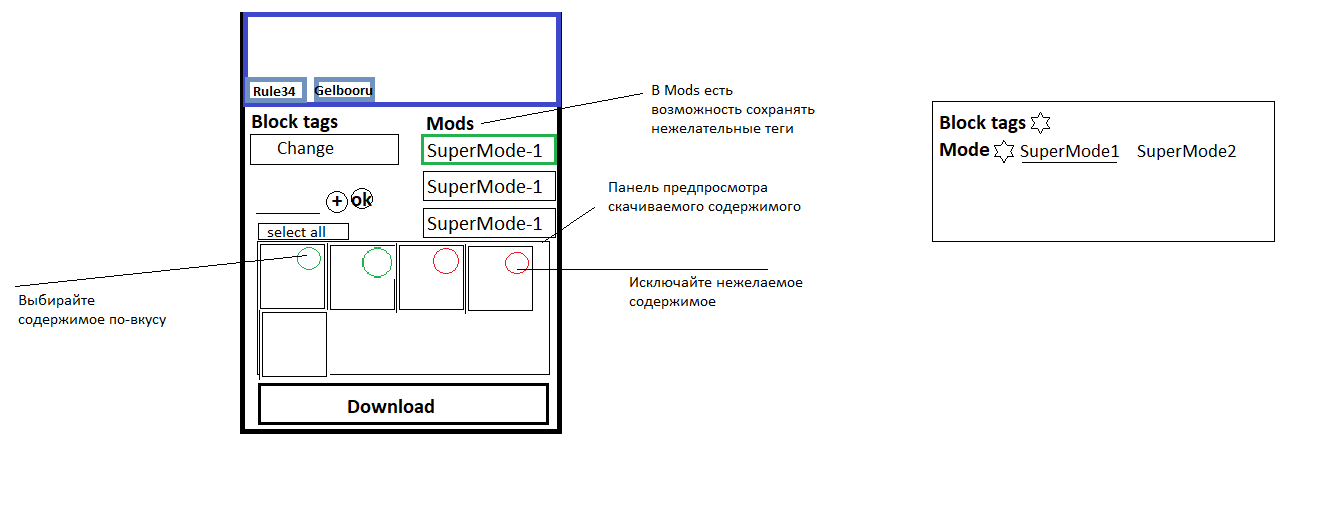 Rule34 Gelbooru
Block tags
Change
+ ok
select all
Mods
SuperMode-1
SuperMode-1
SuperMode-1
Download
В Mods есть
возможность сохранять
нежелательные теги
Панель предпросмотра
скачиваемого содержимого
Исключайте нежелаемое
содержимое
Выбирайте
содержимое по-вкусу
Block tags
Mode SuperMode1 SuperMode2